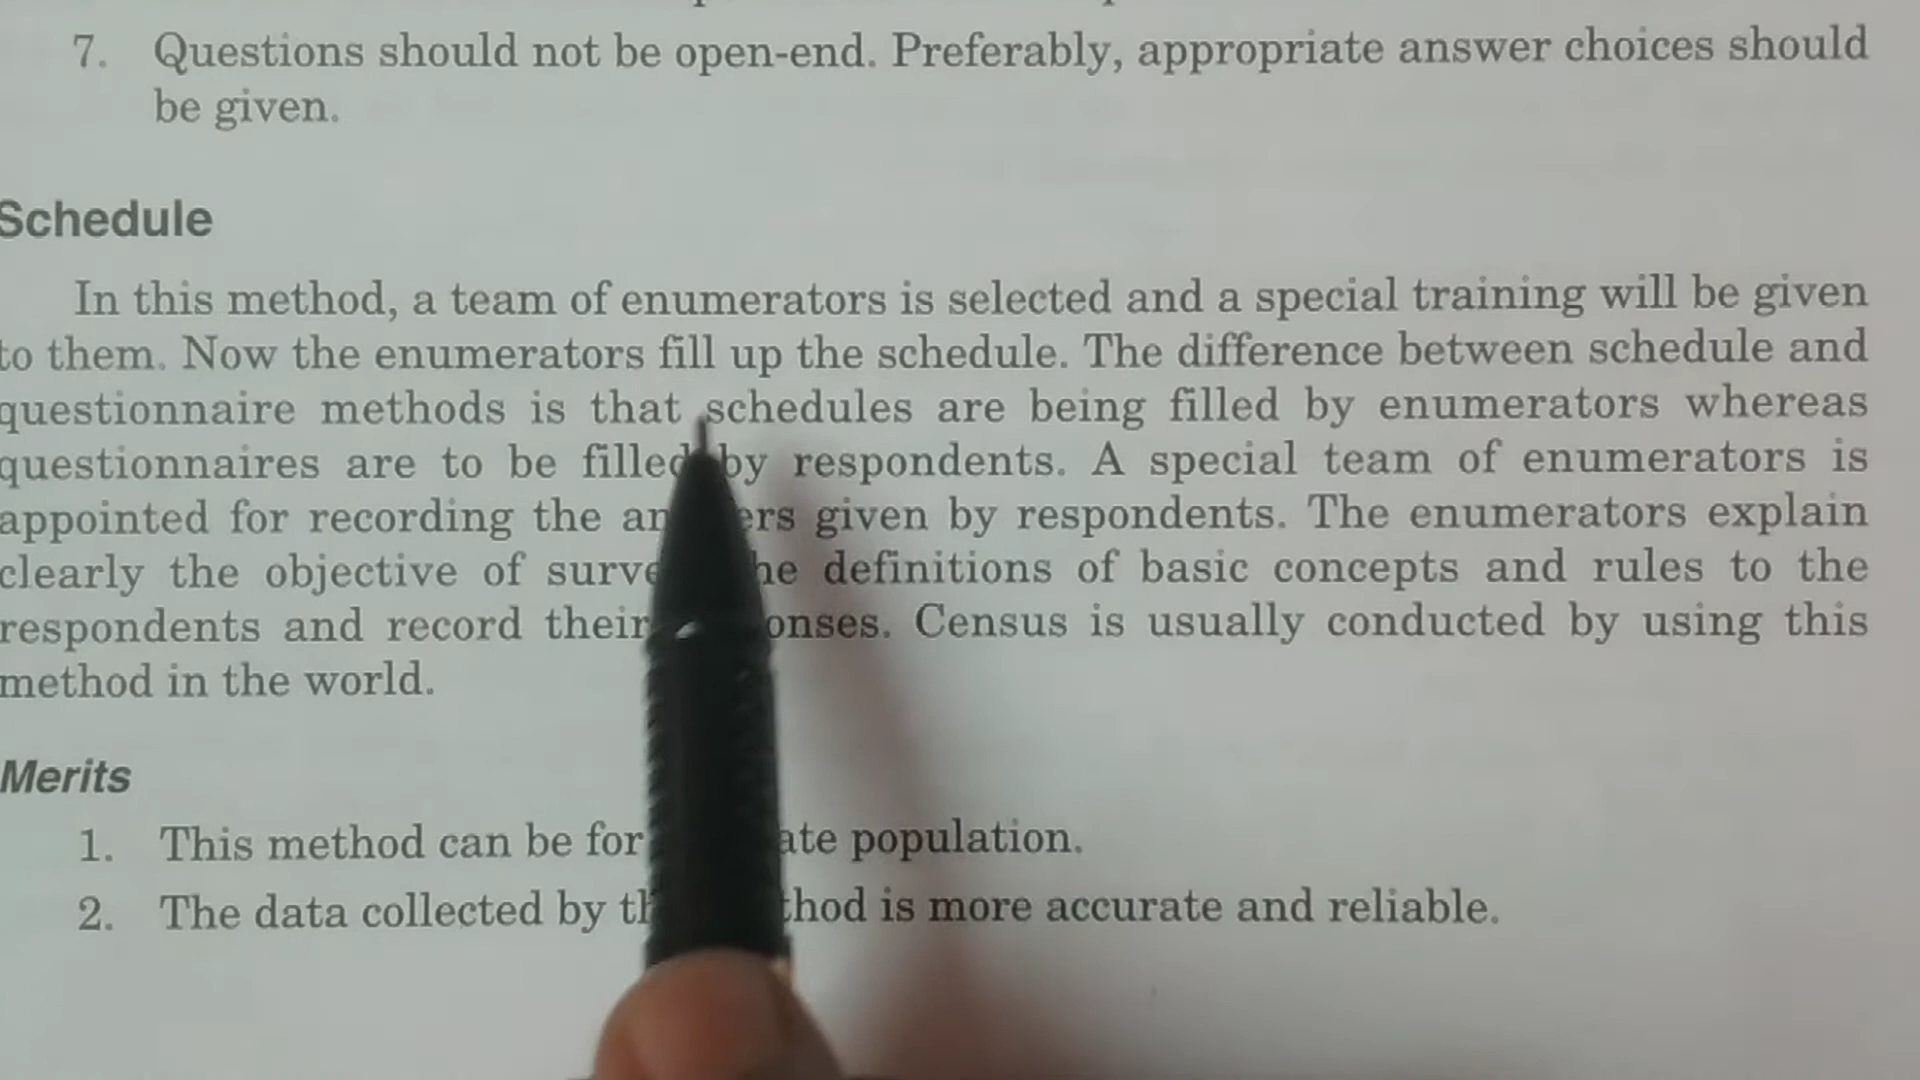 7. Questions should not be open-end. Preferably, appropriate answer choices should
be given.
Schedule
In this method, a team of enumerators is selected and a special training will be given
to them. Now the enumerators fill up the schedule. The difference between schedule and
questionnaire methods is that schedules are being filled by enumerators whereas
questionnaires are to be filled by respondents. A special team of enumerators is
appointed for recording the given by respondents. The enumerators explain
clearly the objective of definitions of basic concepts and rules to the
respondents and record their Census is usually conducted by using this
method in the world.
Merits
1. This method can be for population.
2. The data collected by is more accurate and reliable.